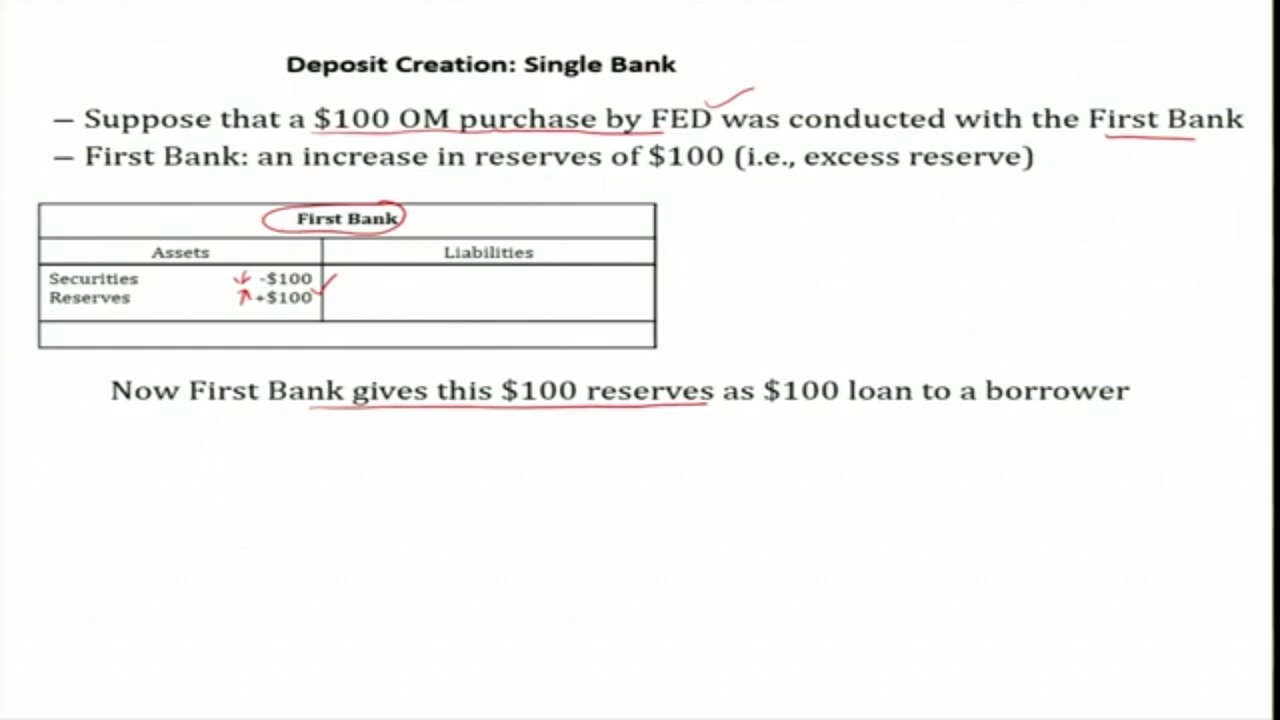 Deposit Creation: Single Bank
– Suppose that a $100 OM purchase by FED was conducted with the First Bank
– First Bank: an increase in reserves of $100 (i.e., excess reserve)
First Bank
Assets Liabilities
Securities -$100
Reserves +$100
Now First Bank gives this $100 reserves as $100 loan to a borrower